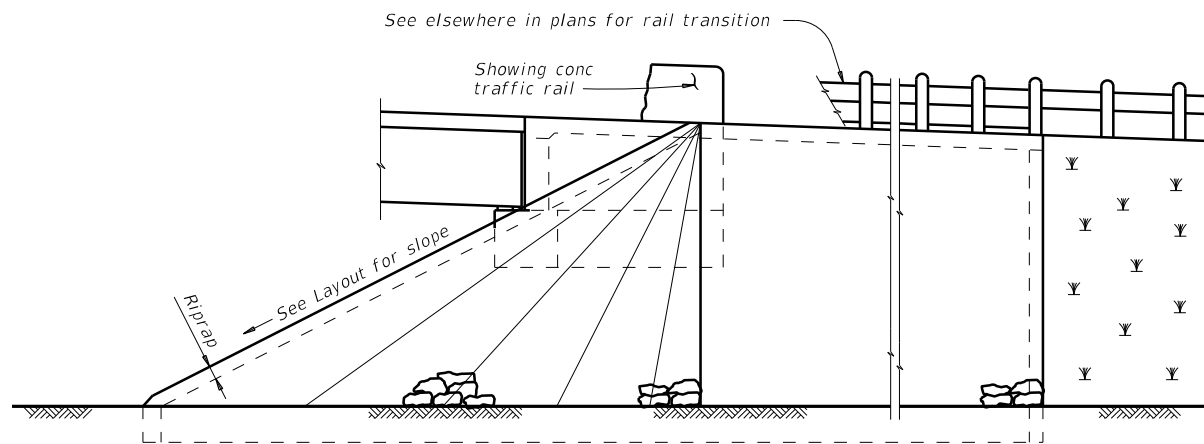 See elsewhere in plans for rail transition
Showing conc
traffic rail
See Layout for slope
Riprap